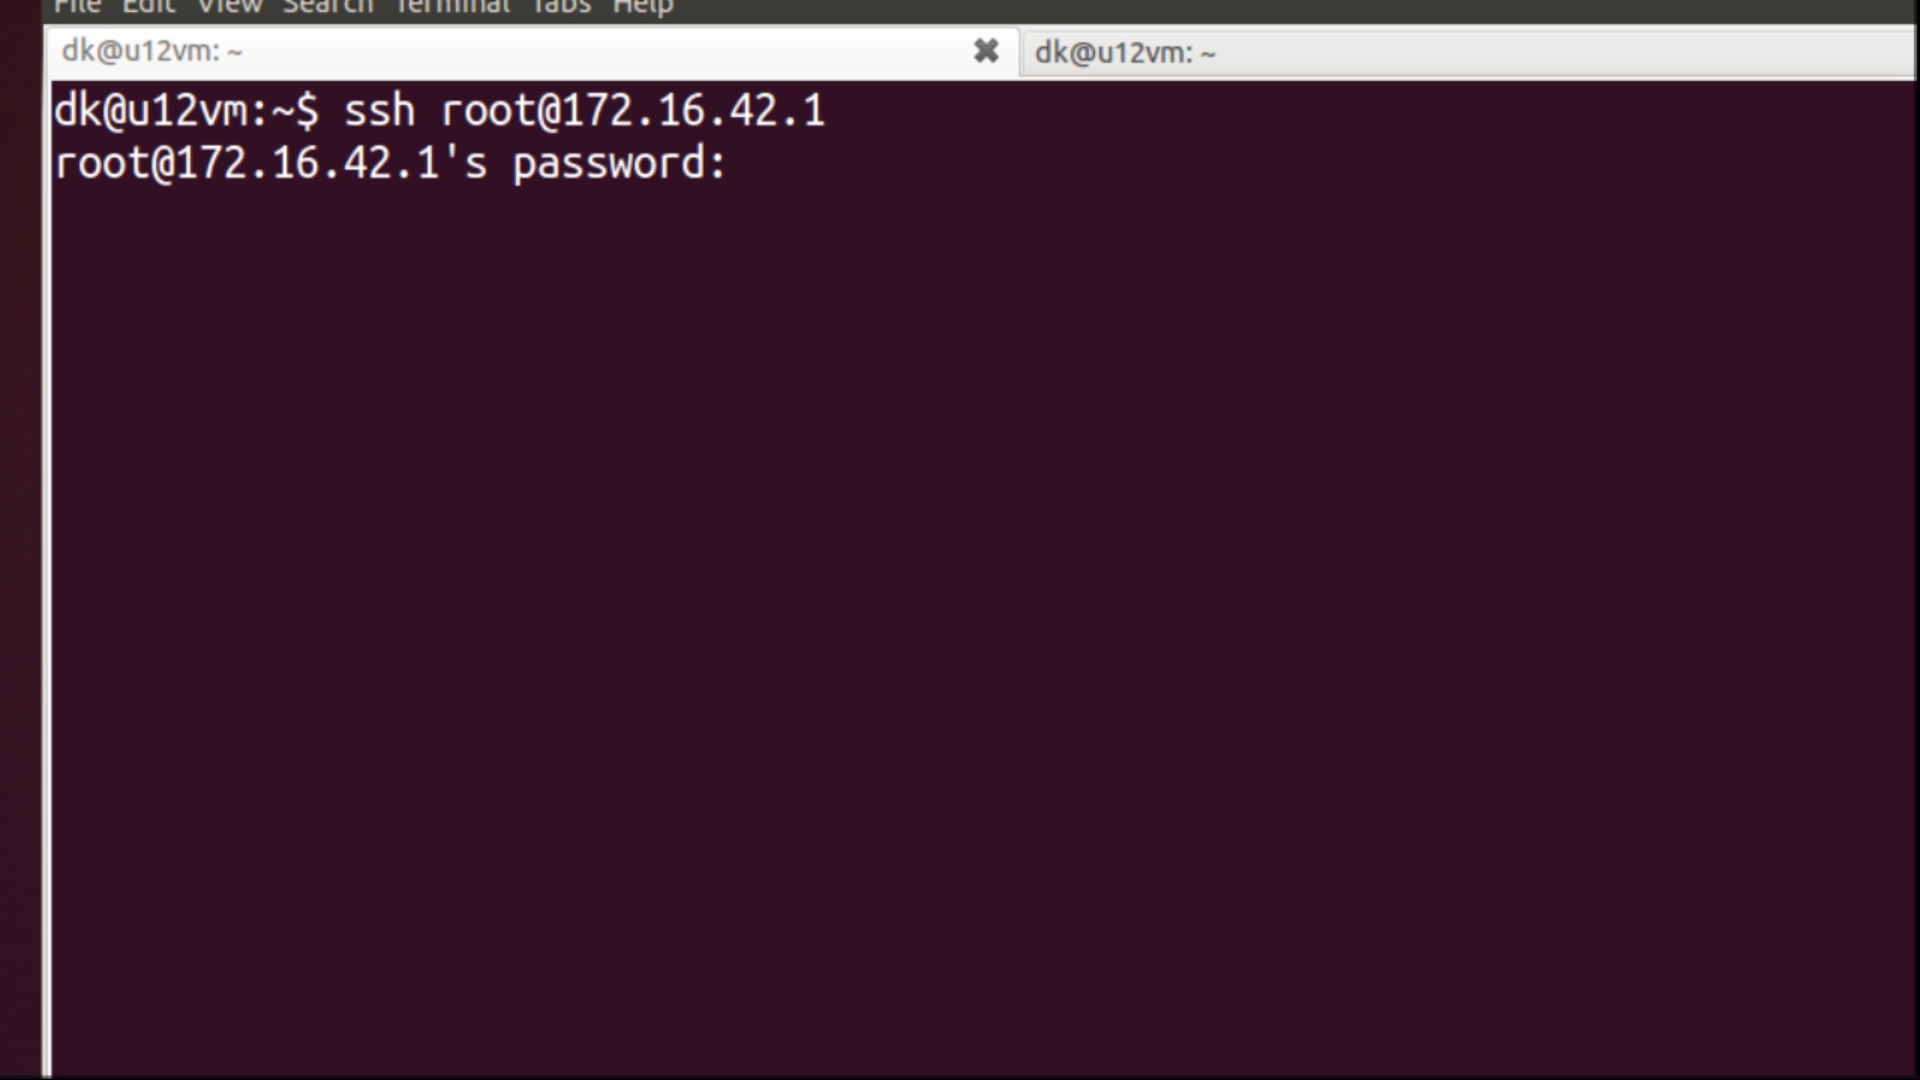 File Edit View Search Terminal Tabs Help
dk@u12vm: ~ dk@u12vm: ~
dk@u12vm:~$ ssh root@172.16.42.1
root@172.16.42.1's password: